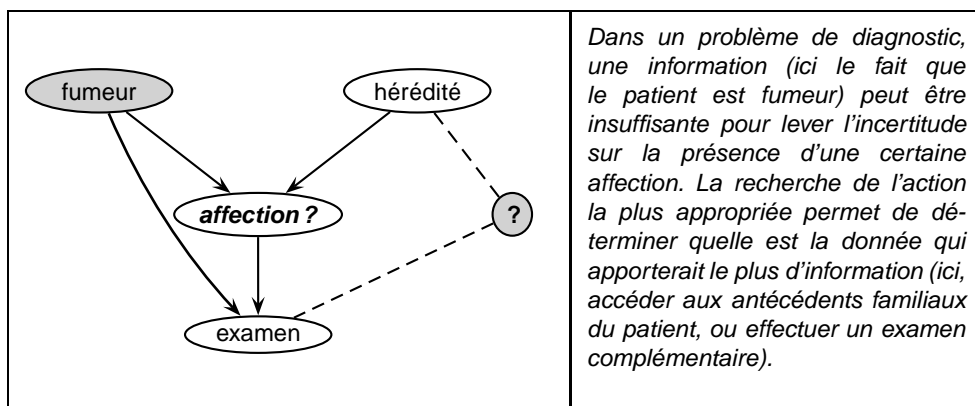 fumeur
hérédité
affection ?
?
examen
Dans un problème de diagnostic,
une information (ici le fait que
le patient est fumeur) peut être
insuffisante pour lever l’incertitude
sur la présence d’une certaine
affection. La recherche de l’action
la plus appropriée permet de dé-
terminer quelle est la donnée qui
apporterait le plus d’information (ici,
accéder aux antécédents familiaux
du patient, ou effectuer un examen
complémentaire).